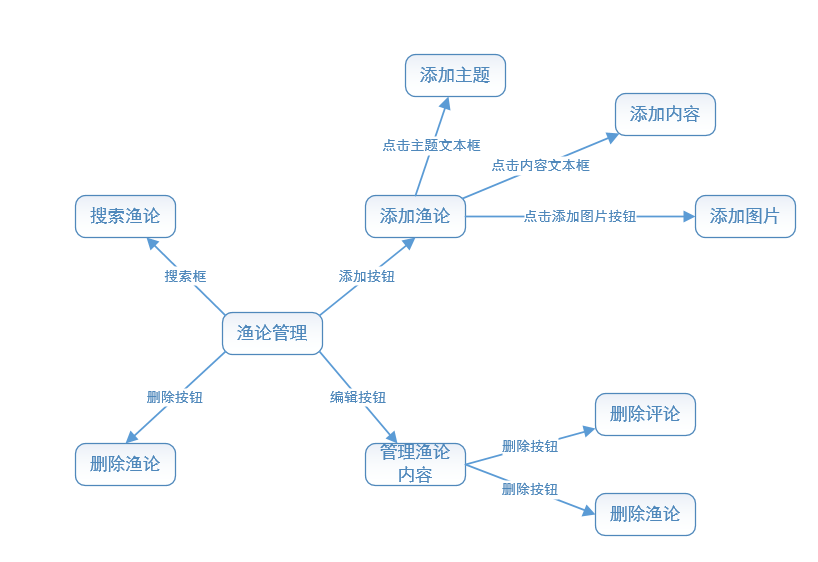 添加主题
添加内容
点击主题文本框
点击内容文本框
搜索渔论
添加渔论
点击添加图片按钮
添加图片
搜索框
添加按钮
渔论管理
删除按钮
编辑按钮
删除评论
删除按钮
管理渔论
内容
删除渔论
删除按钮
删除渔论